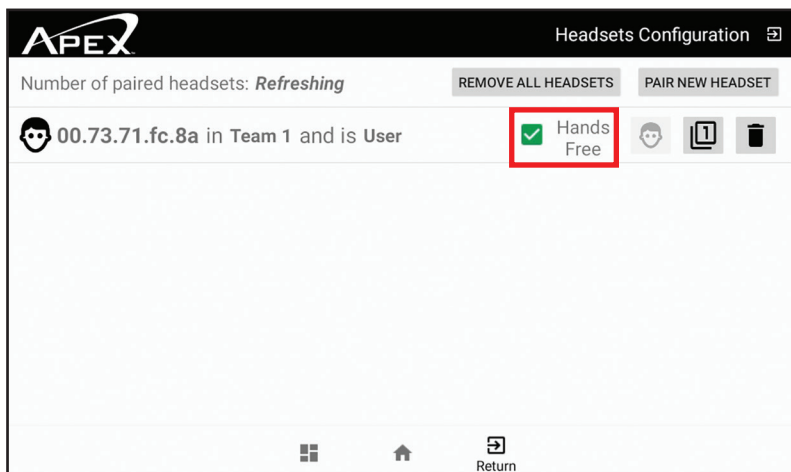 APEX
Headsets Configuration
Number of paired headsets: Refreshing
REMOVE ALL HEADSETS
PAIR NEW HEADSET
00.73.71.fc.8a in Team 1 and is User
Hands
Free
1
Return